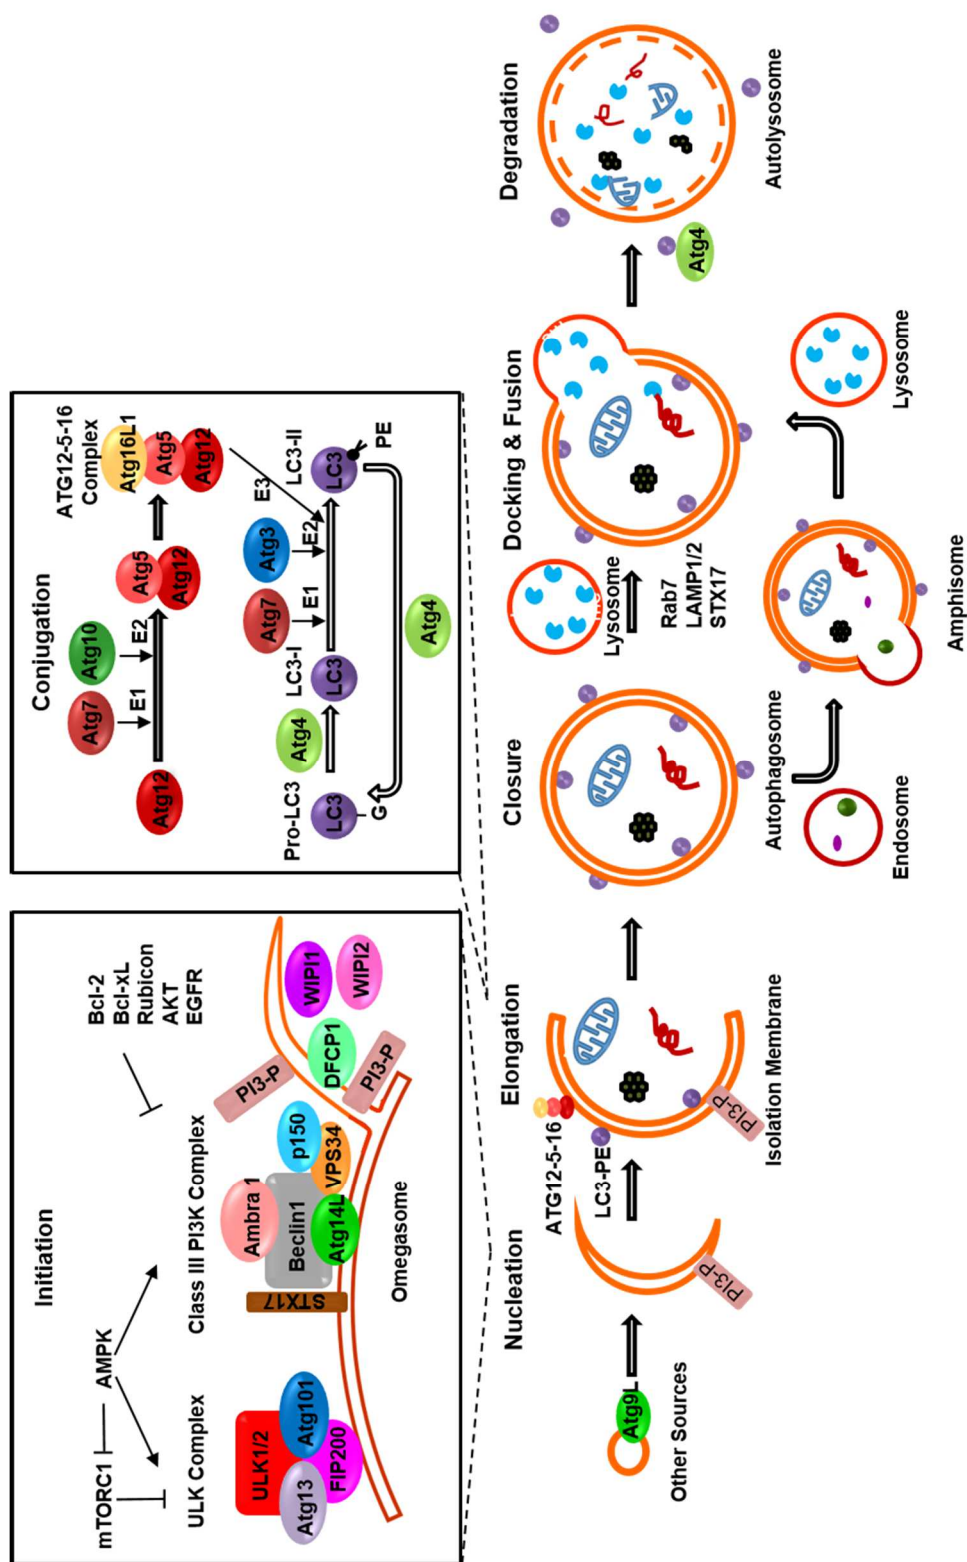 Initiation
mTORC1
AMPK
Bcl-2
Bcl-xL
Rubicon
AKT
EGFR
ULK Complex
Class III PI3K Complex
ULK1/2
Atg13
Atg101
FIP200
STX17
Ambra 1
Beclin1
Atg14L
p150
VPS34
PI3-P
DFCP1
PI3-P
WIPI1
WIPI2
Omegasome
Conjugation
Atg12
Atg7
E1
Atg10
E2
Atg5
Atg12
ATG12-5-16
Complex
Atg16L1
Atg5
Atg12
Pro-LC3
LC3
G
Atg4
LC3-I
LC3
Atg7
E1
Atg3
E2
E3
LC3-II
LC3
PE
Atg4
Nucleation
Elongation
Closure
Docking & Fusion
Degradation
Atg9L
Other Sources
PI3-P
ATG12-5-16
LC3-PE
PI3-P
Isolation Membrane
Autophagosome
Lysosome
Rab7
LAMP1/2
STX17
Atg4
Autolysosome
Endosome
Amphisome
Lysosome